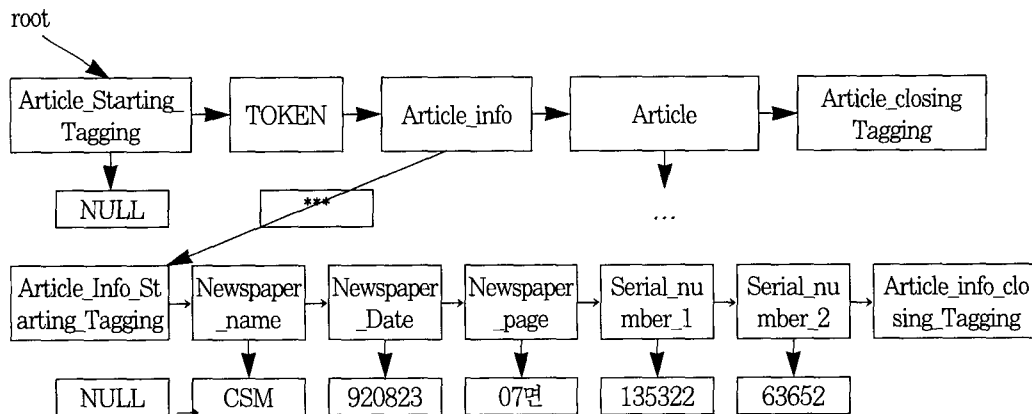 root
Article_Starting_
Tagging
TOKEN
Article_info
Article
Article_closing
Tagging
NULL
***
...
Article_Info_St
arting_Tagging
Newspaper
_name
Newspaper
_Date
Newspaper
_page
Serial_nu
mber_1
Serial_nu
mber_2
Article_info_clo
sing_Tagging
NULL
CSM
920823
07면
135322
63652